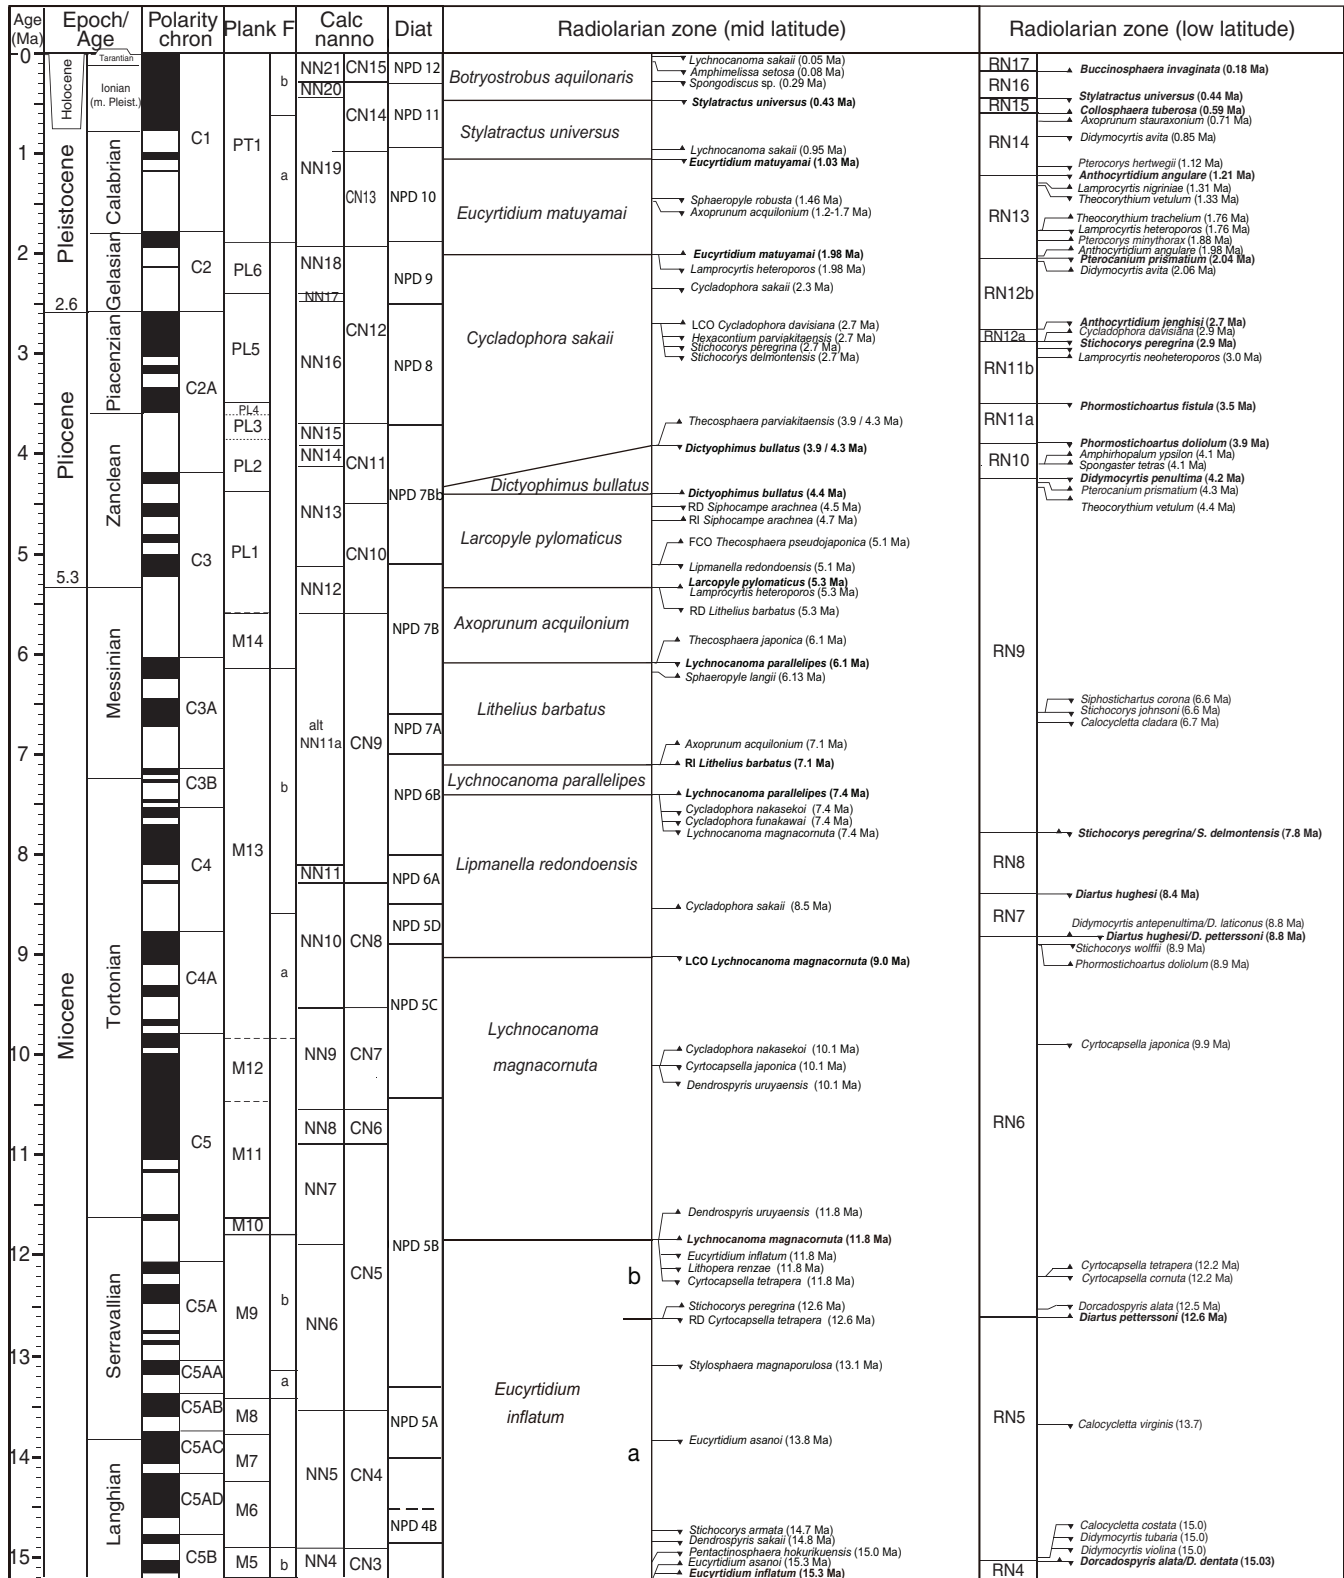 Age (Ma)
Epoch/ Age
Polarity chron
Plank F
Calc nanno
Diat
Radiolarian zone (mid latitude)
Radiolarian zone (low latitude)
0
1
2
3
4
5
6
7
8
9
10
11
12
13
14
15
Holocene
Pleistocene
2.6
Pliocene
5.3
Miocene
Tarantian
Ionian
(m. Pleist.)
Calabrian
Gelasian
Piacenzian
Zanclean
Messinian
Tortonian
Serravallian
Langhian
C1
C2
C2A
C3
C3A
C3B
C4
C4A
C5
C5A
C5AA
C5AB
C5AC
C5AD
C5B
PT1
PL6
PL5
PL4
PL3
PL2
PL1
M14
M13
M12
M11
M10
M9
M8
M7
M6
M5
b
a
b
a
b
a
b
NN21
NN20
NN19
NN18
NN17
NN16
NN15
NN14
NN13
NN12
alt
NN11a
NN11
NN10
NN9
NN8
NN7
NN6
NN5
NN4
CN15
CN14
CN13
CN12
CN11
CN10
CN9
CN8
CN7
CN6
CN5
CN4
CN3
NPD 12
NPD 11
NPD 10
NPD 9
NPD 8
NPD 7Bb
NPD 7B
NPD 7A
NPD 6B
NPD 6A
NPD 5D
NPD 5C
NPD 5B
NPD 5A
NPD 4B
Botryostrobus aquilonaris
Stylatractus universus
Eucyrtidium matuyamai
Cycladophora sakaii
Dictyophimus bullatus
Larcopyle pylomaticus
Axoprunum acquilonium
Lithelius barbatus
Lychnocanoma parallelipes
Lipmanella redondoensis
Lychnocanoma
magnacornuta
b
Eucyrtidium
inflatum
a
Lychnocanoma sakaii (0.05 Ma)
Amphimelissa setosa (0.08 Ma)
Spongodiscus sp. (0.29 Ma)
Stylatractus universus (0.43 Ma)
Lychnocanoma sakaii (0.95 Ma)
Eucyrtidium matuyamai (1.03 Ma)
Sphaeropyle robusta (1.46 Ma)
Axoprunum acquilonium (1.2-1.7 Ma)
Eucyrtidium matuyamai (1.98 Ma)
Lamprocyrtis heteroporos (1.98 Ma)
Cycladophora sakaii (2.3 Ma)
LCO Cycladophora davisiana (2.7 Ma)
Hexacontium parviakitaensis (2.7 Ma)
Stichocorys peregrina (2.7 Ma)
Stichocorys delmontensis (2.7 Ma)
Thecosphaera parviakitaensis (3.9 / 4.3 Ma)
Dictyophimus bullatus (3.9 / 4.3 Ma)
Dictyophimus bullatus (4.4 Ma)
RD Siphocampe arachnea (4.5 Ma)
RI Siphocampe arachnea (4.7 Ma)
FCO Thecosphaera pseudojaponica (5.1 Ma)
Lipmanella redondoensis (5.1 Ma)
Larcopyle pylomaticus (5.3 Ma)
Lamprocyrtis heteroporos (5.3 Ma)
RD Lithelius barbatus (5.3 Ma)
Thecosphaera japonica (6.1 Ma)
Lychnocanoma parallelipes (6.1 Ma)
Sphaeropyle langii (6.13 Ma)
Axoprunum acquilonium (7.1 Ma)
RI Lithelius barbatus (7.1 Ma)
Lychnocanoma parallelipes (7.4 Ma)
Cycladophora nakasekoi (7.4 Ma)
Cycladophora funakawai (7.4 Ma)
Lychnocanoma magnacornuta (7.4 Ma)
Cycladophora sakaii (8.5 Ma)
LCO Lychnocanoma magnacornuta (9.0 Ma)
Cycladophora nakasekoi (10.1 Ma)
Cyrtocapsella japonica (10.1 Ma)
Dendrospyris uruyaensis (10.1 Ma)
Dendrospyris uruyaensis (11.8 Ma)
Lychnocanoma magnacornuta (11.8 Ma)
Eucyrtidium inflatum (11.8 Ma)
Lithopera renzae (11.8 Ma)
Cyrtocapsella tetrapera (11.8 Ma)
Stichocorys peregrina (12.6 Ma)
RD Cyrtocapsella tetrapera (12.6 Ma)
Stylosphaera magnaporulosa (13.1 Ma)
Eucyrtidium asanoi (13.8 Ma)
Stichocorys armata (14.7 Ma)
Dendrospyris sakaii (14.8 Ma)
Pentactinosphaera hokurikuensis (15.0 Ma)
Eucyrtidium asanoi (15.3 Ma)
Eucyrtidium inflatum (15.3 Ma)
RN17
RN16
RN15
RN14
RN13
RN12b
RN12a
RN11b
RN11a
RN10
RN9
RN8
RN7
RN6
RN5
RN4
Buccinosphaera invaginata (0.18 Ma)
Stylatractus universus (0.44 Ma)
Collosphaera tuberosa (0.59 Ma)
Axoprunum stauraxonium (0.71 Ma)
Didymocyrtis avita (0.85 Ma)
Pterocorys hertwegii (1.12 Ma)
Anthocyrtidium angulare (1.21 Ma)
Lamprocyrtis nigriniae (1.31 Ma)
Theocorythium vetulum (1.33 Ma)
Theocorythium trachelium (1.76 Ma)
Lamprocyrtis heteroporos (1.76 Ma)
Pterocorys minythorax (1.88 Ma)
Anthocyrtidium angulare (1.98 Ma)
Pterocanium prismatium (2.04 Ma)
Didymocyrtis avita (2.06 Ma)
Anthocyrtidium jenghisi (2.7 Ma)
Cycladophora davisiana (2.9 Ma)
Stichocorys peregrina (2.9 Ma)
Lamprocyrtis neoheteroporos (3.0 Ma)
Phormostichoartus fistula (3.5 Ma)
Phormostichoartus doliolum (3.9 Ma)
Amphirhopalum ypsilon (4.1 Ma)
Spongaster tetras (4.1 Ma)
Didymocyrtis penultima (4.2 Ma)
Pterocanium prismatium (4.3 Ma)
Theocorythium vetulum (4.4 Ma)
Siphostichartus corona (6.6 Ma)
Stichocorys johnsoni (6.6 Ma)
Calocycletta cladara (6.7 Ma)
Stichocorys peregrina/S. delmontensis (7.8 Ma)
Diartus hughesi (8.4 Ma)
Didymocyrtis antepenultima/D. laticonus (8.8 Ma)
Diartus hughesi/D. petterssoni (8.8 Ma)
Stichocorys wolffii (8.9 Ma)
Phormostichoartus doliolum (8.9 Ma)
Cyrtocapsella japonica (9.9 Ma)
Cyrtocapsella tetrapera (12.2 Ma)
Cyrtocapsella cornuta (12.2 Ma)
Dorcadospyris alata (12.5 Ma)
Diartus petterssoni (12.6 Ma)
Calocycletta virginis (13.7)
Calocycletta costata (15.0)
Didymocyrtis tubaria (15.0)
Didymocyrtis violina (15.0)
Dorcadospyris alata/D. dentata (15.03)